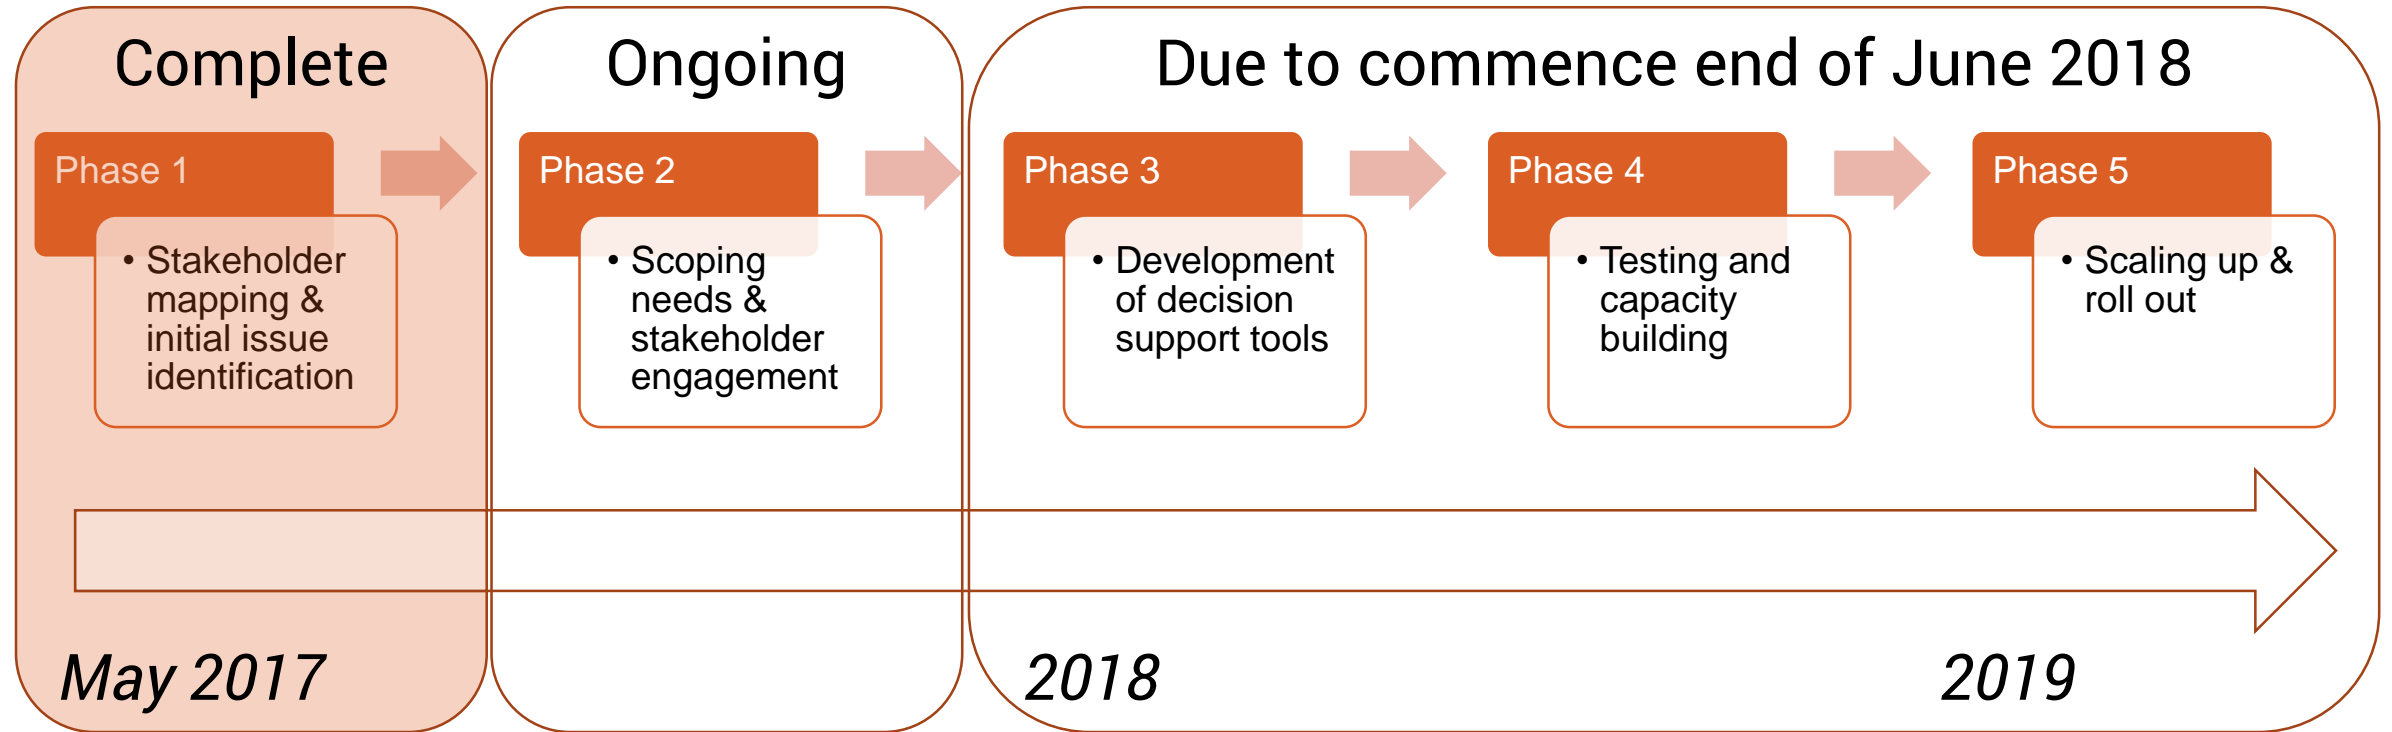 Complete
Ongoing
Due to commence end of June 2018
Phase 1
• Stakeholder
mapping &
initial issue
identification
Phase 2
• Scoping
needs &
stakeholder
engagement
Phase 3
• Development
of decision
support tools
Phase 4
• Testing and
capacity
building
Phase 5
• Scaling up &
roll out
May 2017
2018
2019